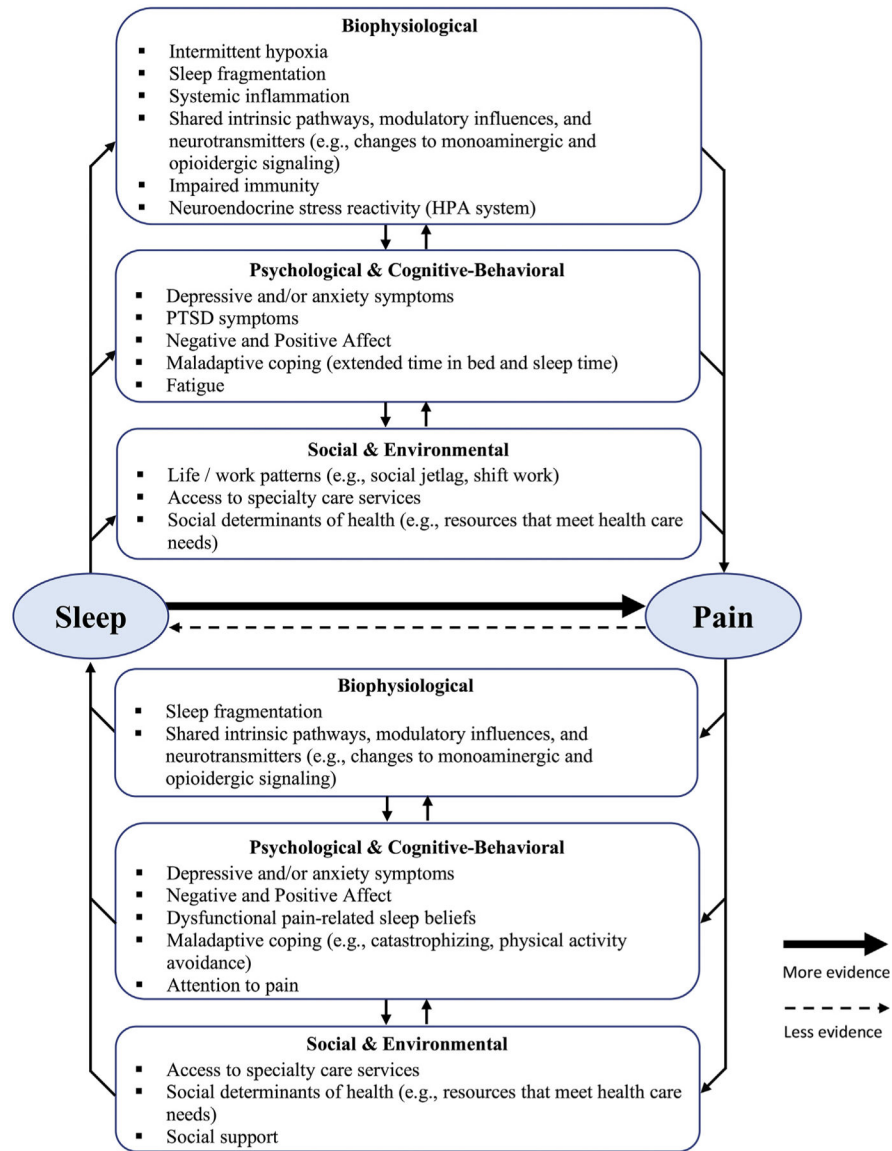 Biophysiological
▪ Intermittent hypoxia
▪ Sleep fragmentation
▪ Systemic inflammation
▪ Shared intrinsic pathways, modulatory influences, and
neurotransmitters (e.g., changes to monoaminergic and
opioidergic signaling)
▪ Impaired immunity
▪ Neuroendocrine stress reactivity (HPA system)
Psychological & Cognitive-Behavioral
▪ Depressive and/or anxiety symptoms
▪ PTSD symptoms
▪ Negative and Positive Affect
▪ Maladaptive coping (extended time in bed and sleep time)
▪ Fatigue
Social & Environmental
▪ Life / work patterns (e.g., social jetlag, shift work)
▪ Access to specialty care services
▪ Social determinants of health (e.g., resources that meet health care
needs)
Sleep
Pain
Biophysiological
▪ Sleep fragmentation
▪ Shared intrinsic pathways, modulatory influences, and
neurotransmitters (e.g., changes to monoaminergic and
opioidergic signaling)
Psychological & Cognitive-Behavioral
▪ Depressive and/or anxiety symptoms
▪ Negative and Positive Affect
▪ Dysfunctional pain-related sleep beliefs
▪ Maladaptive coping (e.g., catastrophizing, physical activity
avoidance)
▪ Attention to pain
More evidence
Less evidence
Social & Environmental
▪ Access to specialty care services
▪ Social determinants of health (e.g., resources that meet health care
needs)
▪ Social support